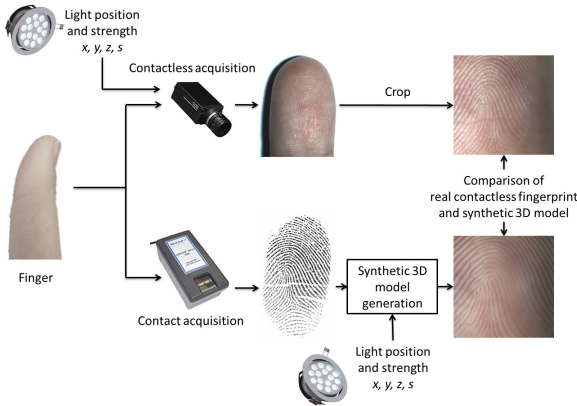 Light position
and strength
x, y, z, s
Contactless acquisition
Crop
Comparison of
real contactless fingerprint
and synthetic 3D model
Finger
Contact acquisition
Synthetic 3D
model
generation
Light position
and strength
x, y, z, s